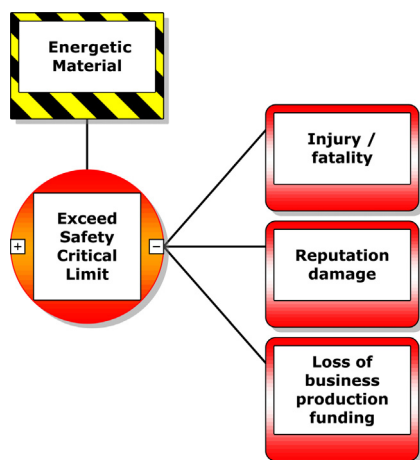 Energetic
Material
Exceed
Safety
Critical
Limit
+
−
Injury /
fatality
Reputation
damage
Loss of
business
production
funding